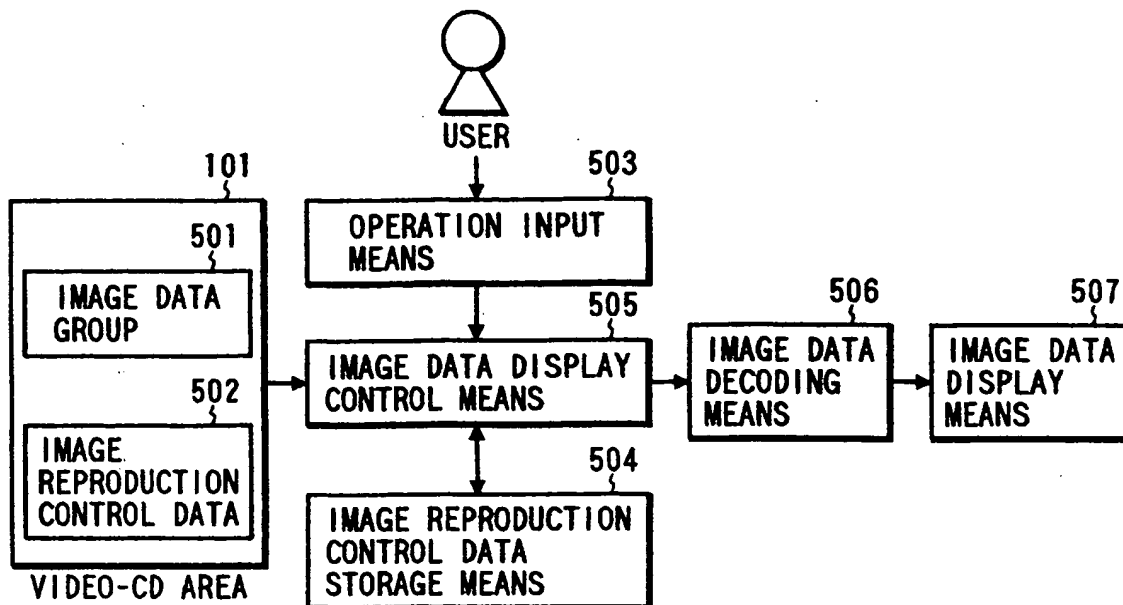 USER
101
503
OPERATION INPUT
MEANS
501
IMAGE DATA
GROUP
505
IMAGE DATA DISPLAY
CONTROL MEANS
506
IMAGE DATA
DECODING
MEANS
507
IMAGE DATA
DISPLAY
MEANS
502
IMAGE
REPRODUCTION
CONTROL DATA
504
IMAGE REPRODUCTION
CONTROL DATA
STORAGE MEANS
VIDEO-CD AREA